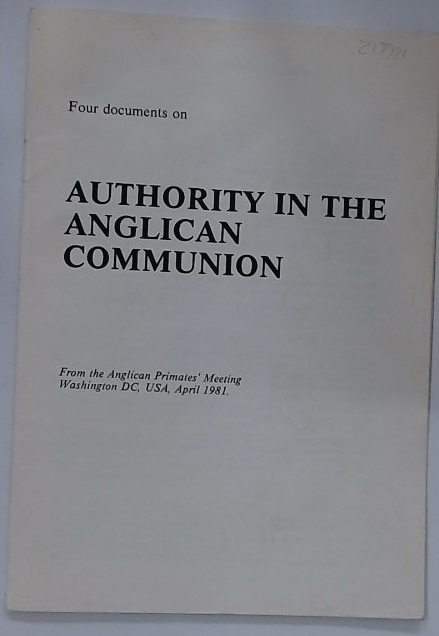 Four documents on
AUTHORITY IN THE
ANGLICAN
COMMUNION
From the Anglican Primates' Meeting
Washington DC, USA, April 1981.